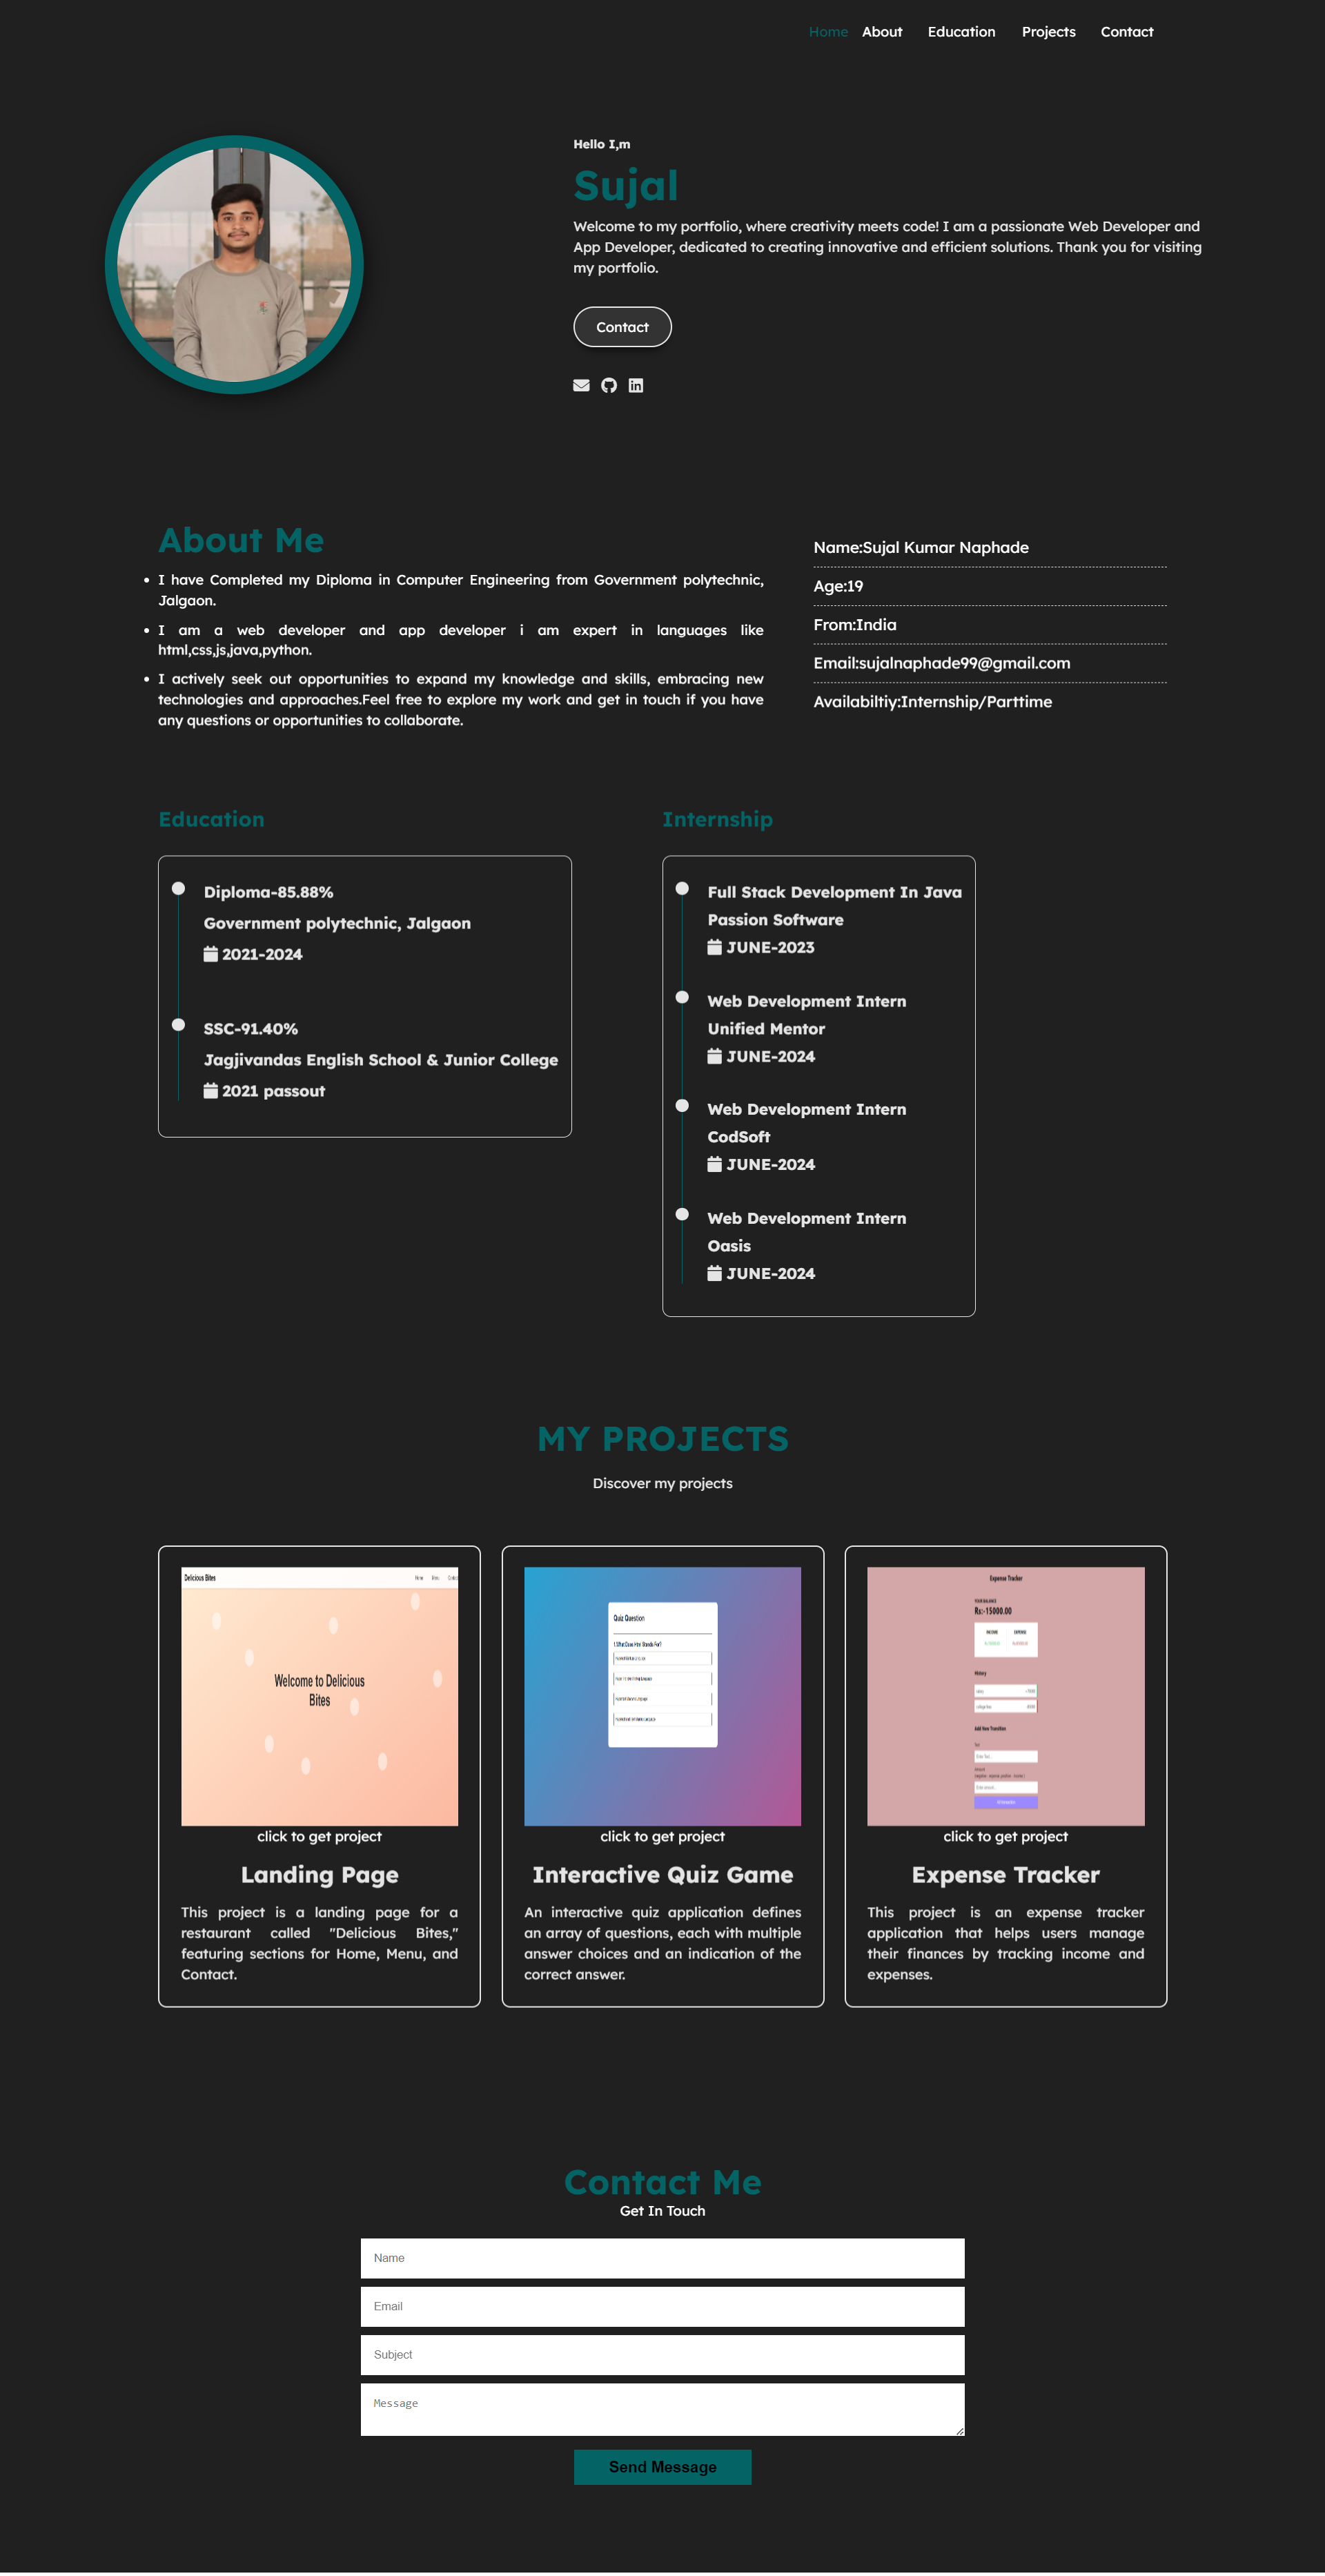 Home About Education Projects Contact
Hello I,m
Sujal
Welcome to my portfolio, where creativity meets code! I am a passionate Web Developer and
App Developer, dedicated to creating innovative and efficient solutions. Thank you for visiting
my portfolio.
Contact
About Me
• I have Completed my Diploma in Computer Engineering from Government polytechnic,
Jalgaon.
• I am a web developer and app developer i am expert in languages like
html,css,js,java,python.
• I actively seek out opportunities to expand my knowledge and skills, embracing new
technologies and approaches.Feel free to explore my work and get in touch if you have
any questions or opportunities to collaborate.
Name:Sujal Kumar Naphade
Age:19
From:India
Email:sujalnaphade99@gmail.com
Availabiltiy:Internship/Parttime
Education
Diploma-85.88%
Government polytechnic, Jalgaon
2021-2024
SSC-91.40%
Jagjivandas English School & Junior College
2021 passout
Internship
Full Stack Development In Java
Passion Software
JUNE-2023
Web Development Intern
Unified Mentor
JUNE-2024
Web Development Intern
CodSoft
JUNE-2024
Web Development Intern
Oasis
JUNE-2024
MY PROJECTS
Discover my projects
Delicious Bites
Home Menu
Welcome to Delicious
Bites
click to get project
Landing Page
This project is a landing page for a
restaurant called "Delicious Bites,"
featuring sections for Home, Menu, and
Contact.
Quiz Question
click to get project
Interactive Quiz Game
An interactive quiz application defines
an array of questions, each with multiple
answer choices and an indication of the
correct answer.
Expense Tracker
YOUR BALANCE
Rs:-15000.00
INCOME EXPENSE
History
Add New Transition
click to get project
Expense Tracker
This project is an expense tracker
application that helps users manage
their finances by tracking income and
expenses.
Contact Me
Get In Touch
Name
Email
Subject
Message
Send Message